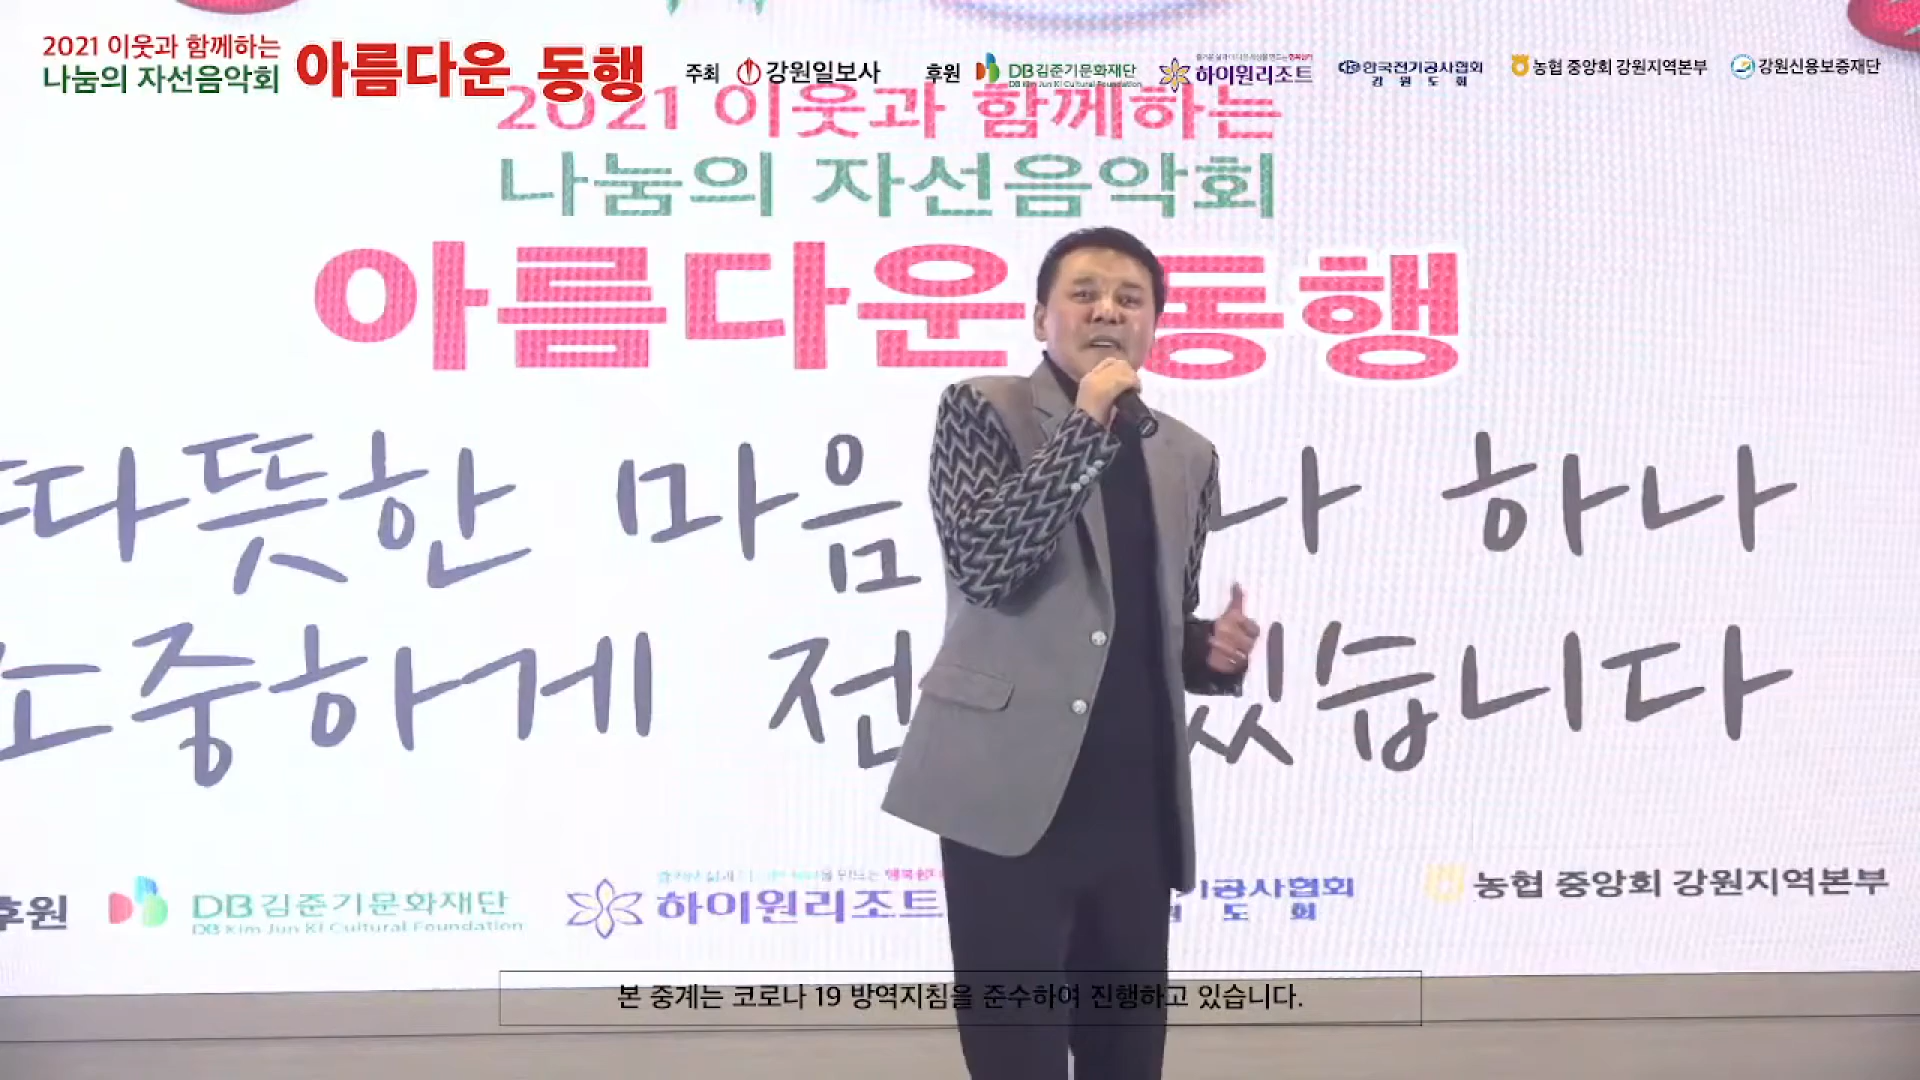 2021 이웃과 함께하는
나눔의 자선음악회
아름다운 동행
주최 강원일보사 후원 DB김준기문화재단
DB Kim Jun Ki Cultural Foundation
하이원리조트
한국전기공사협회
강 원 도 회
농협 중앙회 강원지역본부
강원신용보증재단
2021 이웃과 함께하는
나눔의 자선음악회
아름다운 동행
따뜻한 마음 나 하나
소중하게 전 겠습니다
후원 DB김준기문화재단
DB Kim Jun Ki Cultural Foundation
하이원리조트
기공사협회
도 회
농협 중앙회 강원지역본부
본 중계는 코로나 19 방역지침을 준수하여 진행하고 있습니다.